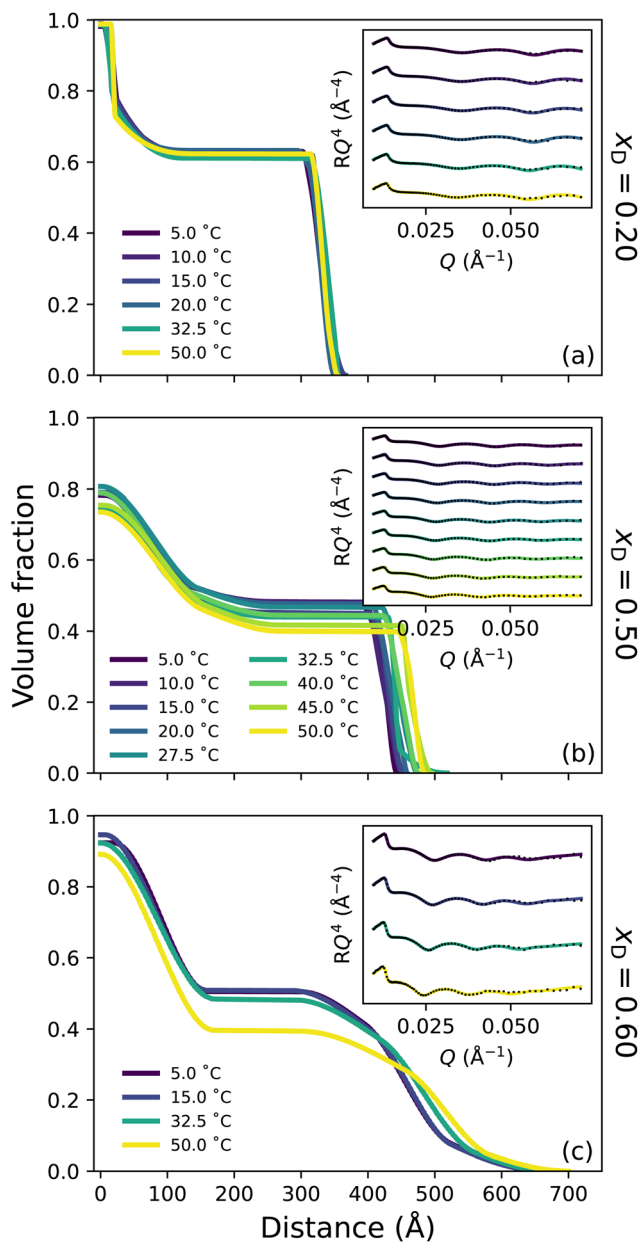 1.0
0.8
0.6
0.4
0.2
0.0
RQ⁴ (Å⁻⁴)
0.025
0.050
Q (Å⁻¹)
5.0 ˚C
10.0 ˚C
15.0 ˚C
20.0 ˚C
32.5 ˚C
50.0 ˚C
(a)
x_D = 0.20
1.0
0.8
0.6
0.4
0.2
0.0
Volume fraction
RQ⁴ (Å⁻⁴)
0.025
0.050
Q (Å⁻¹)
5.0 ˚C
10.0 ˚C
15.0 ˚C
20.0 ˚C
27.5 ˚C
32.5 ˚C
40.0 ˚C
45.0 ˚C
50.0 ˚C
(b)
x_D = 0.50
1.0
0.8
0.6
0.4
0.2
0.0
RQ⁴ (Å⁻⁴)
0.025
0.050
Q (Å⁻¹)
5.0 ˚C
15.0 ˚C
32.5 ˚C
50.0 ˚C
(c)
x_D = 0.60
0 100 200 300 400 500 600 700
Distance (Å)